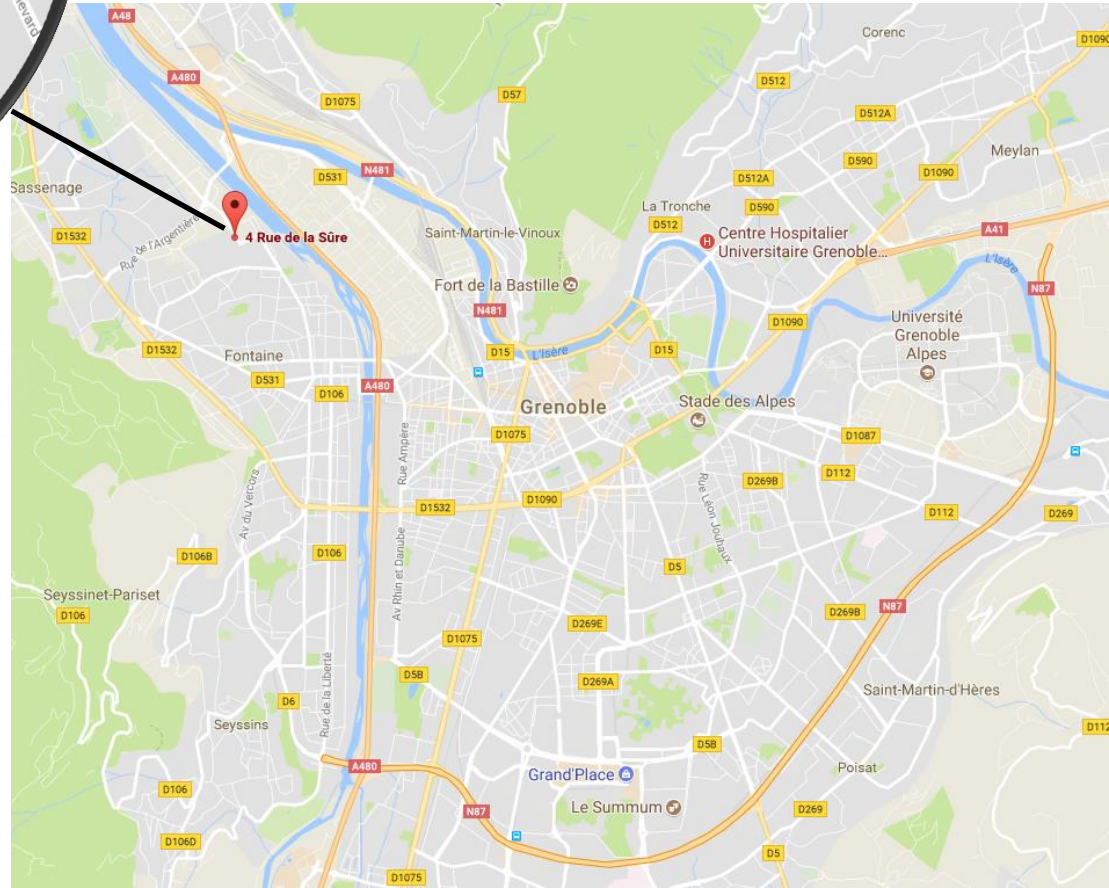 evard
A48
Corenc
D1090
A480
D512
D57
D1075
D512A
Meylan
D590
D1090
N481
D531
D512A
Sassenage
D590
La Tronche
D512
Centre Hospitalier
Universitaire Grenoble...
A41
D1532
Rue de l'Argentière
4 Rue de la Sûre
Saint-Martin-le-Vinoux
L'Isère
N87
Fort de la Bastille
N481
D1090
Université
Grenoble
Alpes
D1532
Fontaine
D15
L'Isère
D15
D531
D106
A480
Grenoble
Stade des Alpes
D1075
D1087
Rue Ampère
D112
D269B
Rue Léon Jouhaux
Av du Vercors
D1532
D1090
D112
D269
D106B
D106
Av Rhin et Danube
D5
Seyssinet-Pariset
D106
D269E
D269B
N87
D1075
D5B
D269A
Rue de la Liberté
Saint-Martin-d'Hères
D6
Seyssins
D112
D5B
A480
Grand'Place
Poisat
D106
Le Summum
D269
N87
D106D
D5
D1075